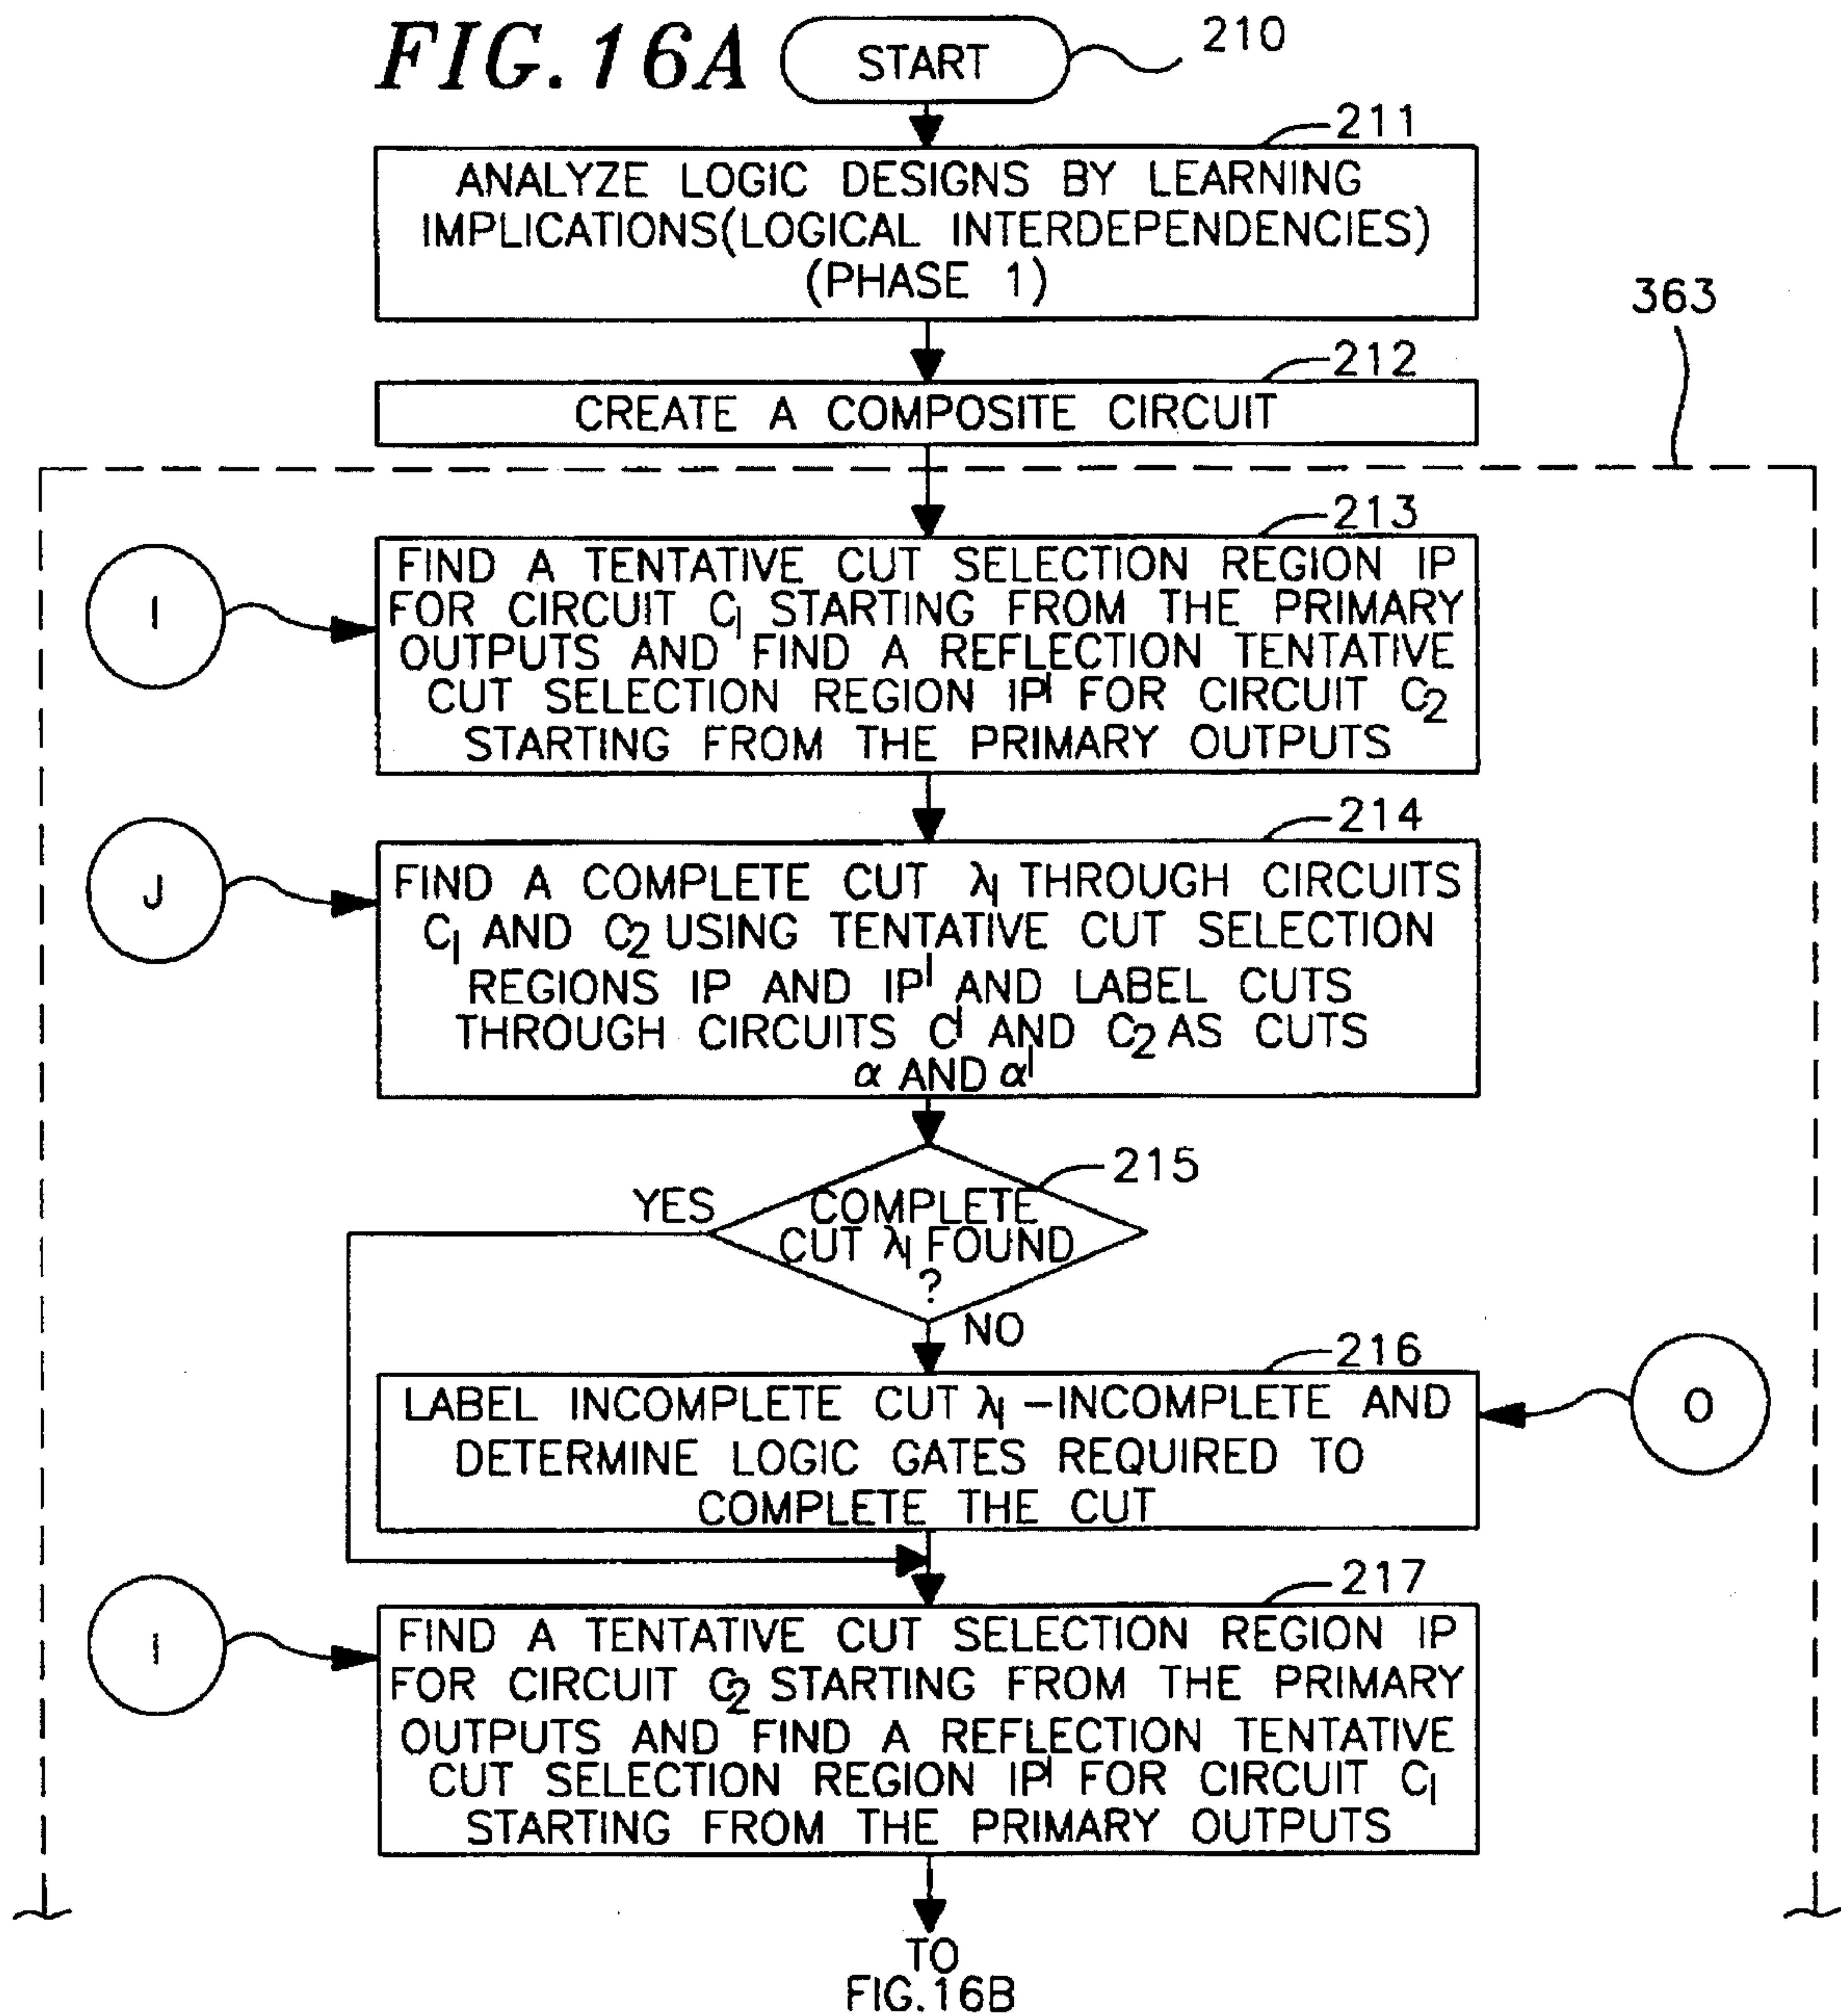 FIG. 16A
START
210
211
ANALYZE LOGIC DESIGNS BY LEARNING
IMPLICATIONS(LOGICAL INTERDEPENDENCIES)
(PHASE 1)
363
212
CREATE A COMPOSITE CIRCUIT
213
I
FIND A TENTATIVE CUT SELECTION REGION IP
FOR CIRCUIT C₁ STARTING FROM THE PRIMARY
OUTPUTS AND FIND A REFLECTION TENTATIVE
CUT SELECTION REGION IP' FOR CIRCUIT C₂
STARTING FROM THE PRIMARY OUTPUTS
214
J
FIND A COMPLETE CUT λ₁ THROUGH CIRCUITS
C₁ AND C₂ USING TENTATIVE CUT SELECTION
REGIONS IP AND IP' AND LABEL CUTS
THROUGH CIRCUITS C' AND C₂ AS CUTS
α AND α'
215
YES
COMPLETE
CUT λ₁ FOUND
?
NO
216
O
LABEL INCOMPLETE CUT λ₁ -INCOMPLETE AND
DETERMINE LOGIC GATES REQUIRED TO
COMPLETE THE CUT
217
I
FIND A TENTATIVE CUT SELECTION REGION IP
FOR CIRCUIT C₂ STARTING FROM THE PRIMARY
OUTPUTS AND FIND A REFLECTION TENTATIVE
CUT SELECTION REGION IP' FOR CIRCUIT C₁
STARTING FROM THE PRIMARY OUTPUTS
TO
FIG.16B